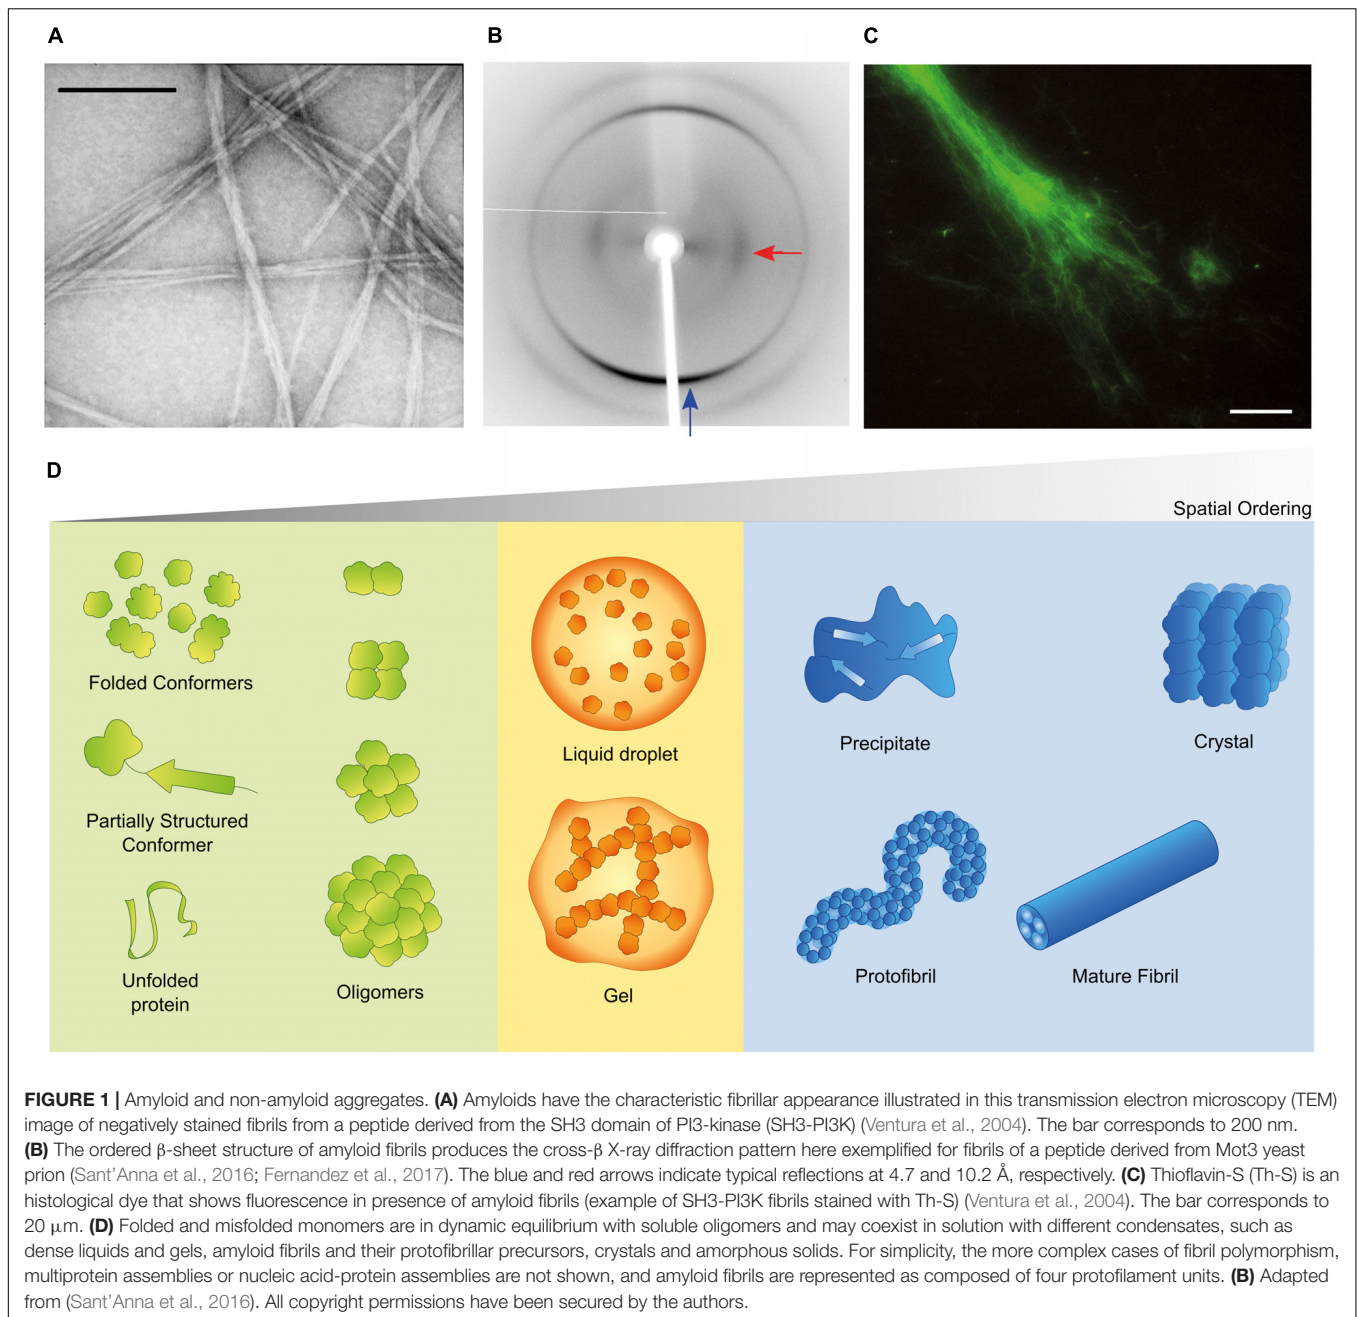 A
B
C
D
Spatial Ordering
Folded Conformers
Partially Structured
Conformer
Unfolded
protein
Oligomers
Liquid droplet
Gel
Precipitate
Crystal
Protofibril
Mature Fibril
FIGURE 1 | Amyloid and non-amyloid aggregates. (A) Amyloids have the characteristic fibrillar appearance illustrated in this transmission electron microscopy (TEM)
image of negatively stained fibrils from a peptide derived from the SH3 domain of PI3-kinase (SH3-PI3K) (Ventura et al., 2004). The bar corresponds to 200 nm.
(B) The ordered β-sheet structure of amyloid fibrils produces the cross-β X-ray diffraction pattern here exemplified for fibrils of a peptide derived from Mot3 yeast
prion (Sant'Anna et al., 2016; Fernandez et al., 2017). The blue and red arrows indicate typical reflections at 4.7 and 10.2 Å, respectively. (C) Thioflavin-S (Th-S) is an
histological dye that shows fluorescence in presence of amyloid fibrils (example of SH3-PI3K fibrils stained with Th-S) (Ventura et al., 2004). The bar corresponds to
20 μm. (D) Folded and misfolded monomers are in dynamic equilibrium with soluble oligomers and may coexist in solution with different condensates, such as
dense liquids and gels, amyloid fibrils and their protofibrillar precursors, crystals and amorphous solids. For simplicity, the more complex cases of fibril polymorphism,
multiprotein assemblies or nucleic acid-protein assemblies are not shown, and amyloid fibrils are represented as composed of four protofilament units. (B) Adapted
from (Sant'Anna et al., 2016). All copyright permissions have been secured by the authors.